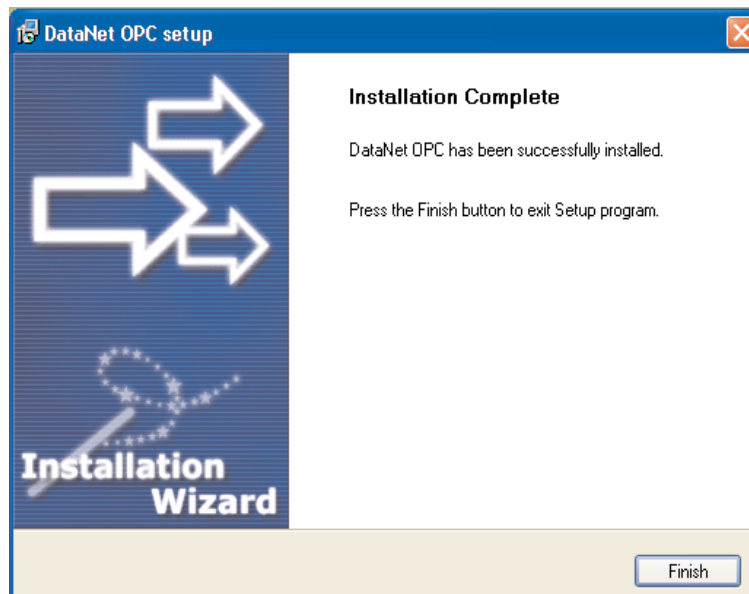 DataNet OPC setup
Installation Complete
DataNet OPC has been successfully installed.
Press the Finish button to exit Setup program.
Installation
Wizard
Finish